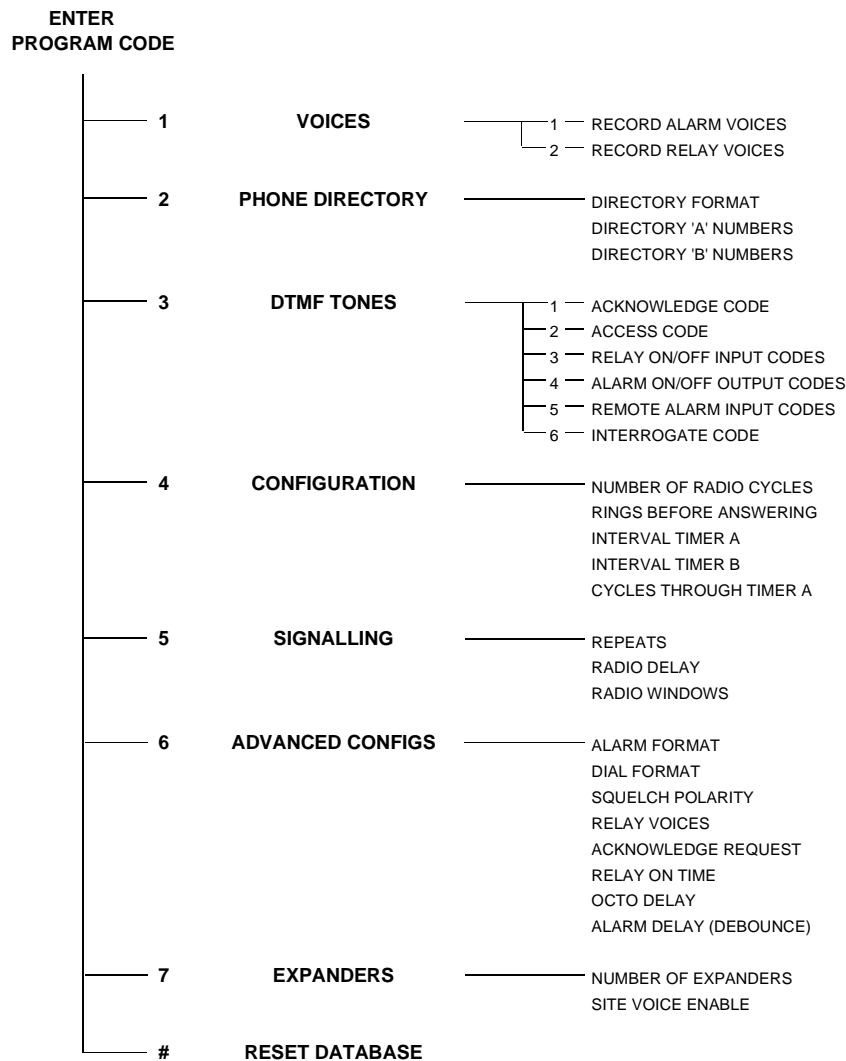 ENTER
PROGRAM CODE
1 VOICES 1 RECORD ALARM VOICES
2 RECORD RELAY VOICES
2 PHONE DIRECTORY DIRECTORY FORMAT
DIRECTORY 'A' NUMBERS
DIRECTORY 'B' NUMBERS
3 DTMF TONES 1 ACKNOWLEDGE CODE
2 ACCESS CODE
3 RELAY ON/OFF INPUT CODES
4 ALARM ON/OFF OUTPUT CODES
5 REMOTE ALARM INPUT CODES
6 INTERROGATE CODE
4 CONFIGURATION NUMBER OF RADIO CYCLES
RINGS BEFORE ANSWERING
INTERVAL TIMER A
INTERVAL TIMER B
CYCLES THROUGH TIMER A
5 SIGNALLING REPEATS
RADIO DELAY
RADIO WINDOWS
6 ADVANCED CONFIGS ALARM FORMAT
DIAL FORMAT
SQUELCH POLARITY
RELAY VOICES
ACKNOWLEDGE REQUEST
RELAY ON TIME
OCTO DELAY
ALARM DELAY (DEBOUNCE)
7 EXPANDERS NUMBER OF EXPANDERS
SITE VOICE ENABLE
# RESET DATABASE